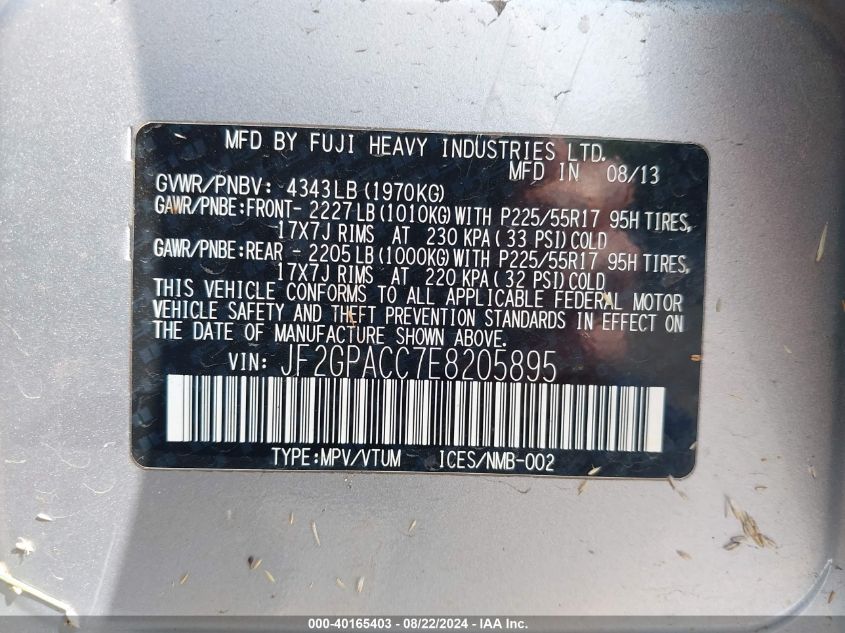 MFD BY FUJI HEAVY INDUSTRIES LTD.
MFD IN 08/13
GVWR/PNBV: 4343LB (1970KG)
GAWR/PNBE:FRONT- 2227LB (1010KG) WITH P225/55R17 95H TIRES,
17X7J RIMS AT 230 KPA (33 PSI) COLD
GAWR/PNBE:REAR - 2205LB (1000KG) WITH P225/55R17 95H TIRES,
17X7J RIMS AT 220 KPA (32 PSI) COLD
THIS VEHICLE CONFORMS TO ALL APPLICABLE FEDERAL MOTOR
VEHICLE SAFETY AND THEFT PREVENTION STANDARDS IN EFFECT ON
THE DATE OF MANUFACTURE SHOWN ABOVE.
VIN: JF2GPACC7E8205895
TYPE:MPV/VTUM ICES/NMB-002
000-40165403 - 08/22/2024 - IAA Inc.